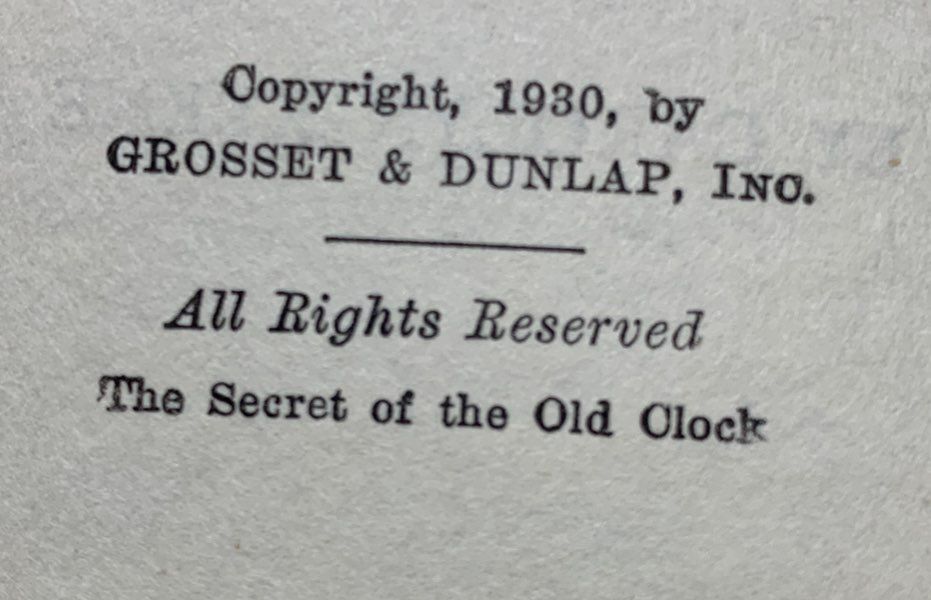 Copyright, 1930, by
GROSSET & DUNLAP, INC.
All Rights Reserved
The Secret of the Old Clock